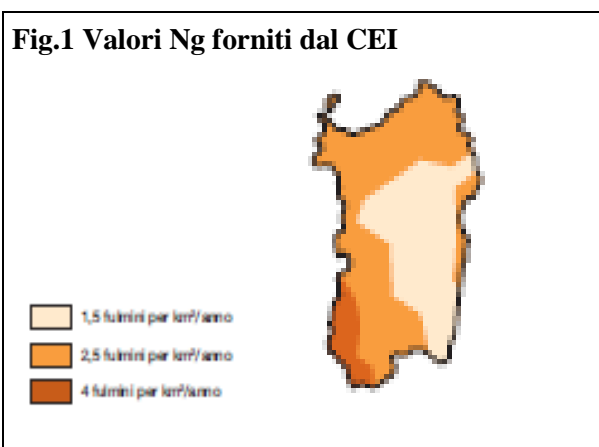 Fig.1 Valori Ng forniti dal CEI
1,5 fulmini per km²/anno
2,5 fulmini per km²/anno
4 fulmini per km²/anno